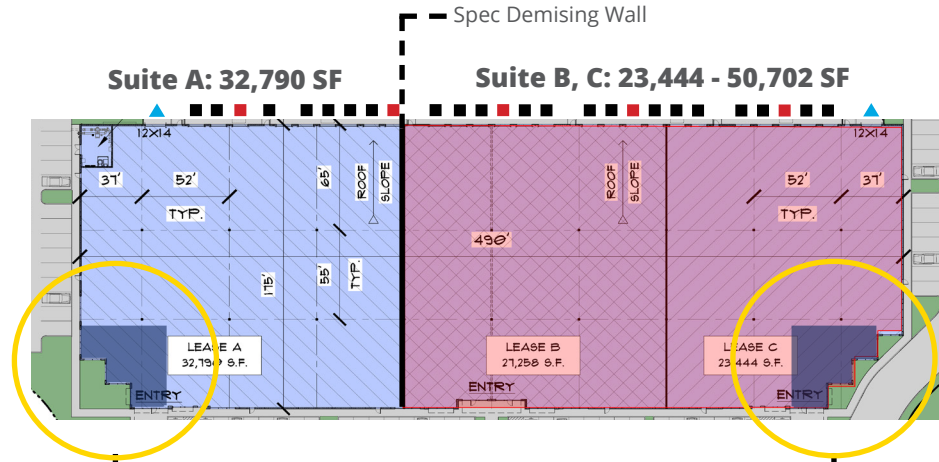 Spec Demising Wall
Suite A: 32,790 SF
Suite B, C: 23,444 - 50,702 SF
12X14
12X14
37'
52'
TYP.
65'
ROOF
SLOPE
ROOF
SLOPE
52'
37'
TYP.
490'
175'
55'
TYP.
LEASE A
32,790 S.F.
LEASE B
27,258 S.F.
LEASE C
23,444 S.F.
ENTRY
ENTRY
ENTRY